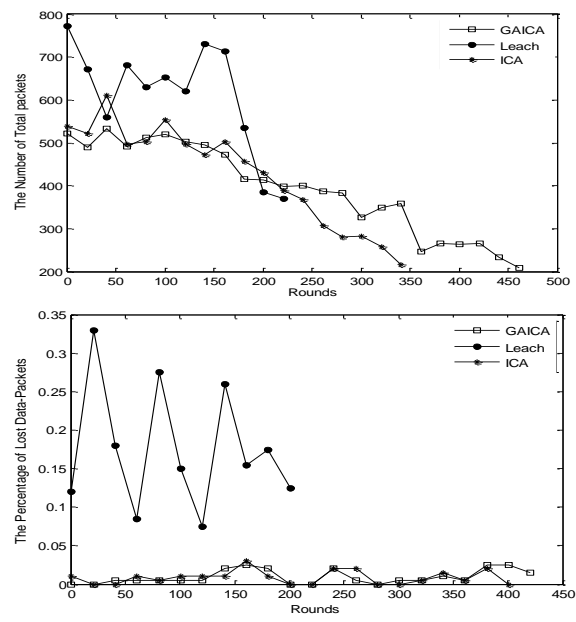 800
700
600
500
400
300
200
The Number of Total packets
GAICA
Leach
ICA
0 50 100 150 200 250 300 350 400 450 500
Rounds
0.35
0.3
0.25
0.2
0.15
0.1
0.05
0
The Percentage of Lost Data-Packets
GAICA
Leach
ICA
0 50 100 150 200 250 300 350 400 450
Rounds